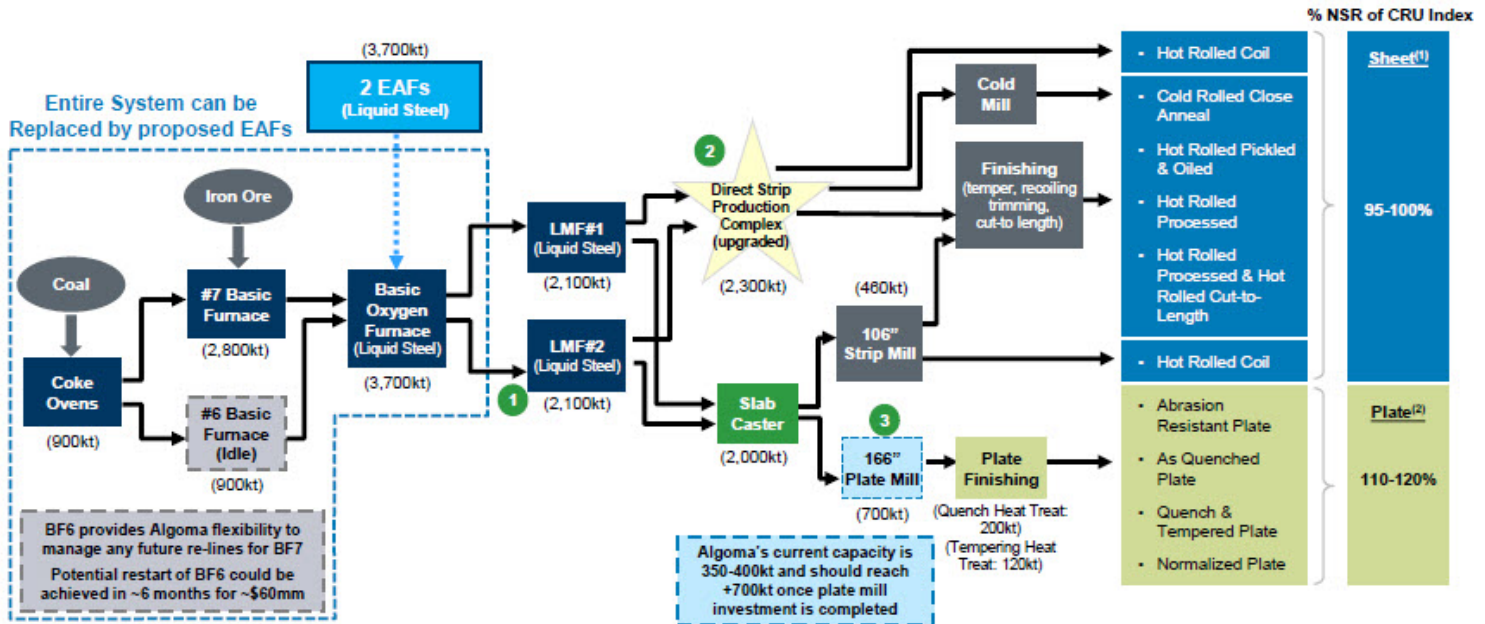 % NSR of CRU Index
(3,700kt)
2 EAFs
(Liquid Steel)
Entire System can be
Replaced by proposed EAFs
Coal
Iron Ore
Coke
Ovens
(900kt)
#7 Basic
Furnace
(2,800kt)
#6 Basic
Furnace
(Idle)
(900kt)
Basic
Oxygen
Furnace
(Liquid Steel)
(3,700kt)
BF6 provides Algoma flexibility to
manage any future re-lines for BF7
Potential restart of BF6 could be
achieved in ~6 months for ~$60mm
LMF#1
(Liquid Steel)
(2,100kt)
1
LMF#2
(Liquid Steel)
(2,100kt)
2
Direct Strip
Production
Complex
(upgraded)
(2,300kt)
Slab
Caster
(2,000kt)
Cold
Mill
Finishing
(temper, recoiling
trimming,
cut-to length)
(460kt)
106”
Strip Mill
3
166”
Plate Mill
(700kt)
Plate
Finishing
(Quench Heat Treat:
200kt)
(Tempering Heat
Treat: 120kt)
Algoma’s current capacity is
350-400kt and should reach
+700kt once plate mill
investment is completed
• Hot Rolled Coil
• Cold Rolled Close
Anneal
• Hot Rolled Pickled
& Oiled
• Hot Rolled
Processed
• Hot Rolled
Processed & Hot
Rolled Cut-to-
Length
• Hot Rolled Coil
• Abrasion
Resistant Plate
• As Quenched
Plate
• Quench &
Tempered Plate
• Normalized Plate
Sheet(1)
95-100%
Plate(2)
110-120%